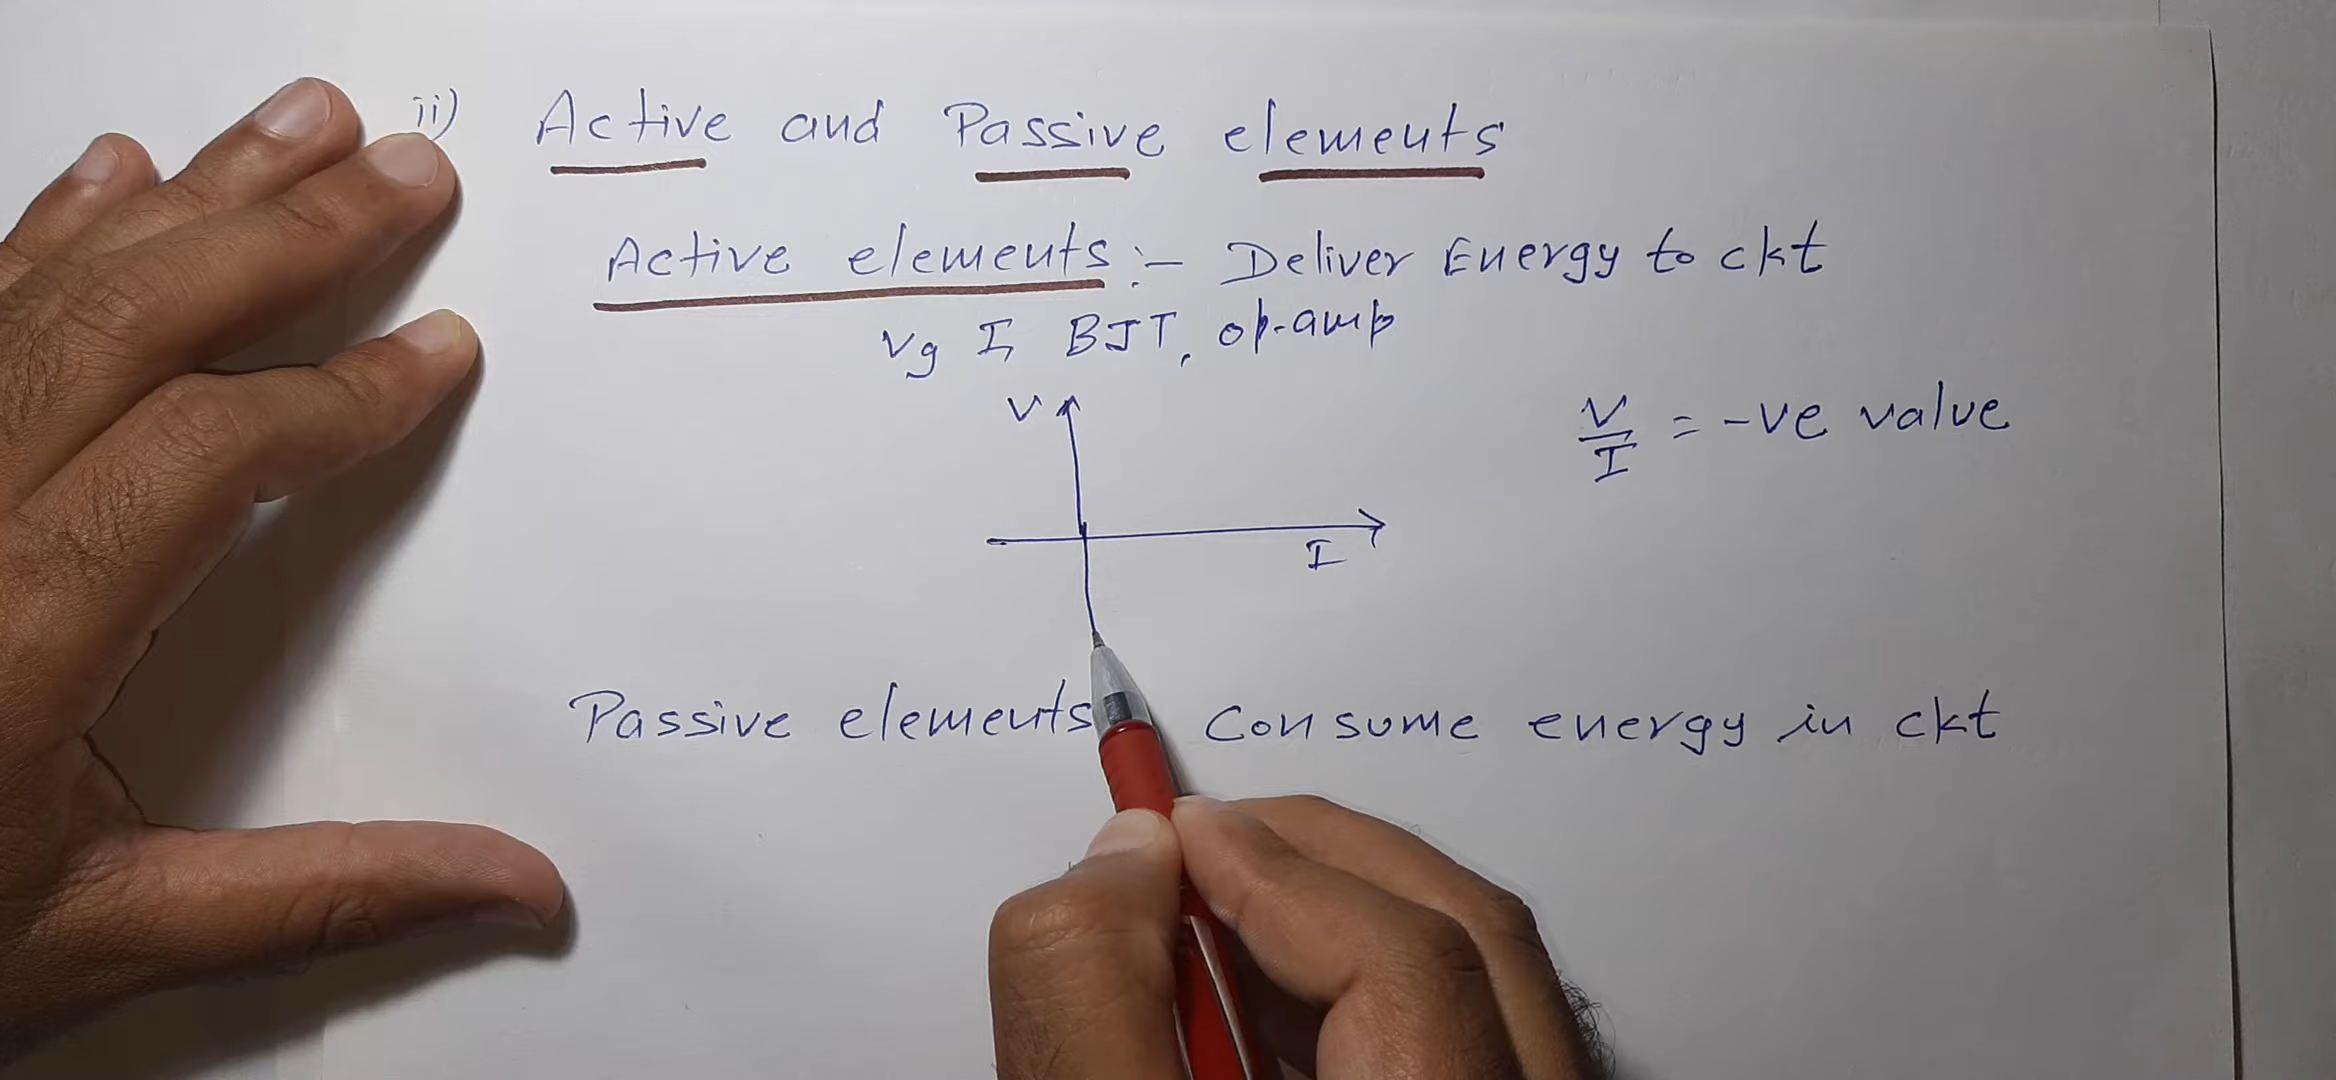 ii) Active and Passive elements
Active elements :- Deliver Energy to ckt
Vg I, BJT, op-amp
V
V/I = -ve value
I
Passive elements Consume energy in ckt